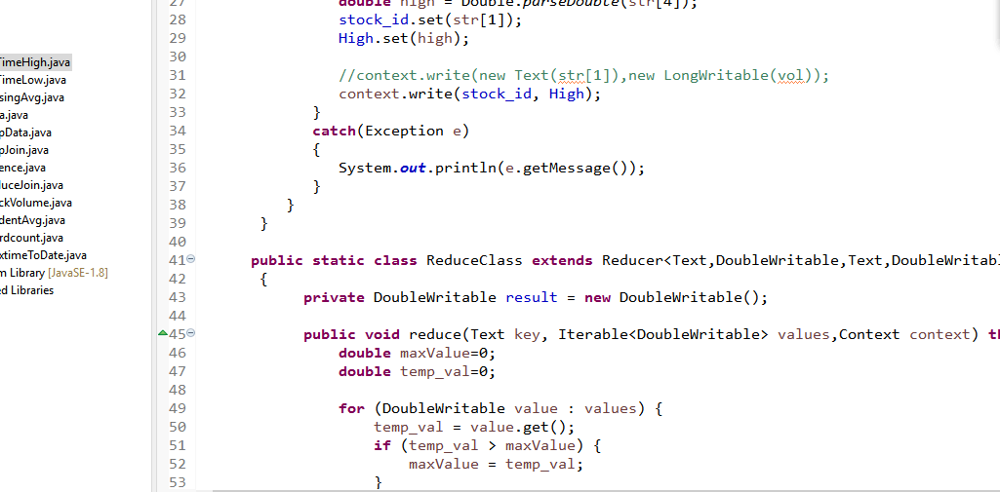 TimeHigh.java
TimeLow.java
singAvg.java
a.java
pData.java
pJoin.java
ence.java
duceJoin.java
ckVolume.java
dentAvg.java
rdcount.java
xtimeToDate.java
m Library [JavaSE-1.8]
ed Libraries
27 double high = Double.parseDouble(str[4]);
28 stock_id.set(str[1]);
29 High.set(high);
30
31 //context.write(new Text(str[1]),new LongWritable(vol));
32 context.write(stock_id, High);
33 }
34 catch(Exception e)
35 {
36 System.out.println(e.getMessage());
37 }
38 }
39 }
40
41 public static class ReduceClass extends Reducer<Text,DoubleWritable,Text,DoubleWritabl
42 {
43 private DoubleWritable result = new DoubleWritable();
44
45 public void reduce(Text key, Iterable<DoubleWritable> values,Context context) th
46 double maxValue=0;
47 double temp_val=0;
48
49 for (DoubleWritable value : values) {
50 temp_val = value.get();
51 if (temp_val > maxValue) {
52 maxValue = temp_val;
53 }